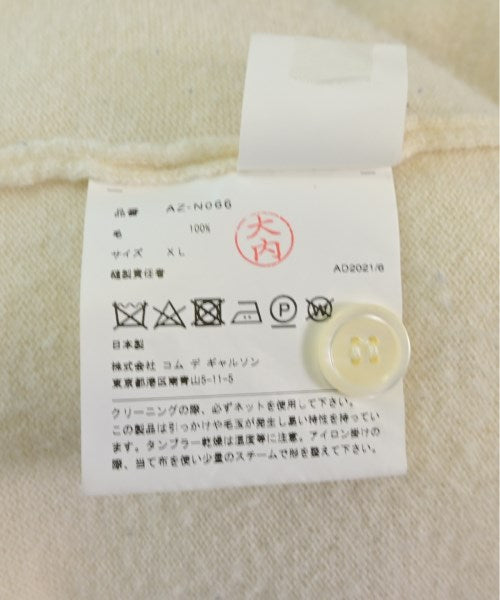 品番 AZ-N066
毛 100%
サイズ XL
縫製責任者
大内
AD2021/6
P
W
日本製
株式会社 コム デ ギャルソン
東京都港区南青山5-11-5
クリーニングの際、必ずネットを使用して下さい。
この製品は引っかけや毛玉が発生し易い特性を持ってい
ます。タンブラー乾燥は温度等に注意。アイロン掛けの
際、当て布を使い少量のスチームで形を整えて下さい。